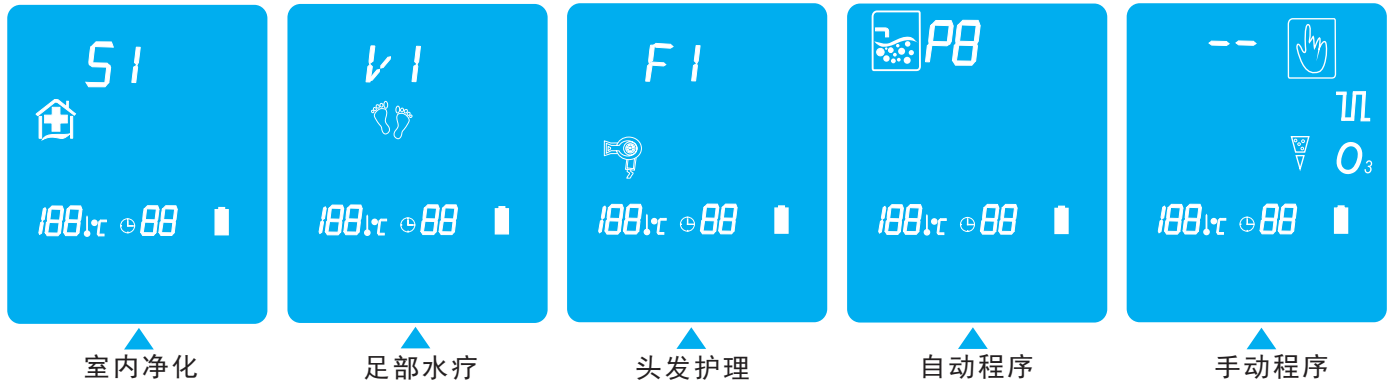 S1
188 °C 88
室内净化
V1
188 °C 88
足部水疗
F1
188 °C 88
头发护理
P8
188 °C 88
自动程序
--
O₃
188 °C 88
手动程序